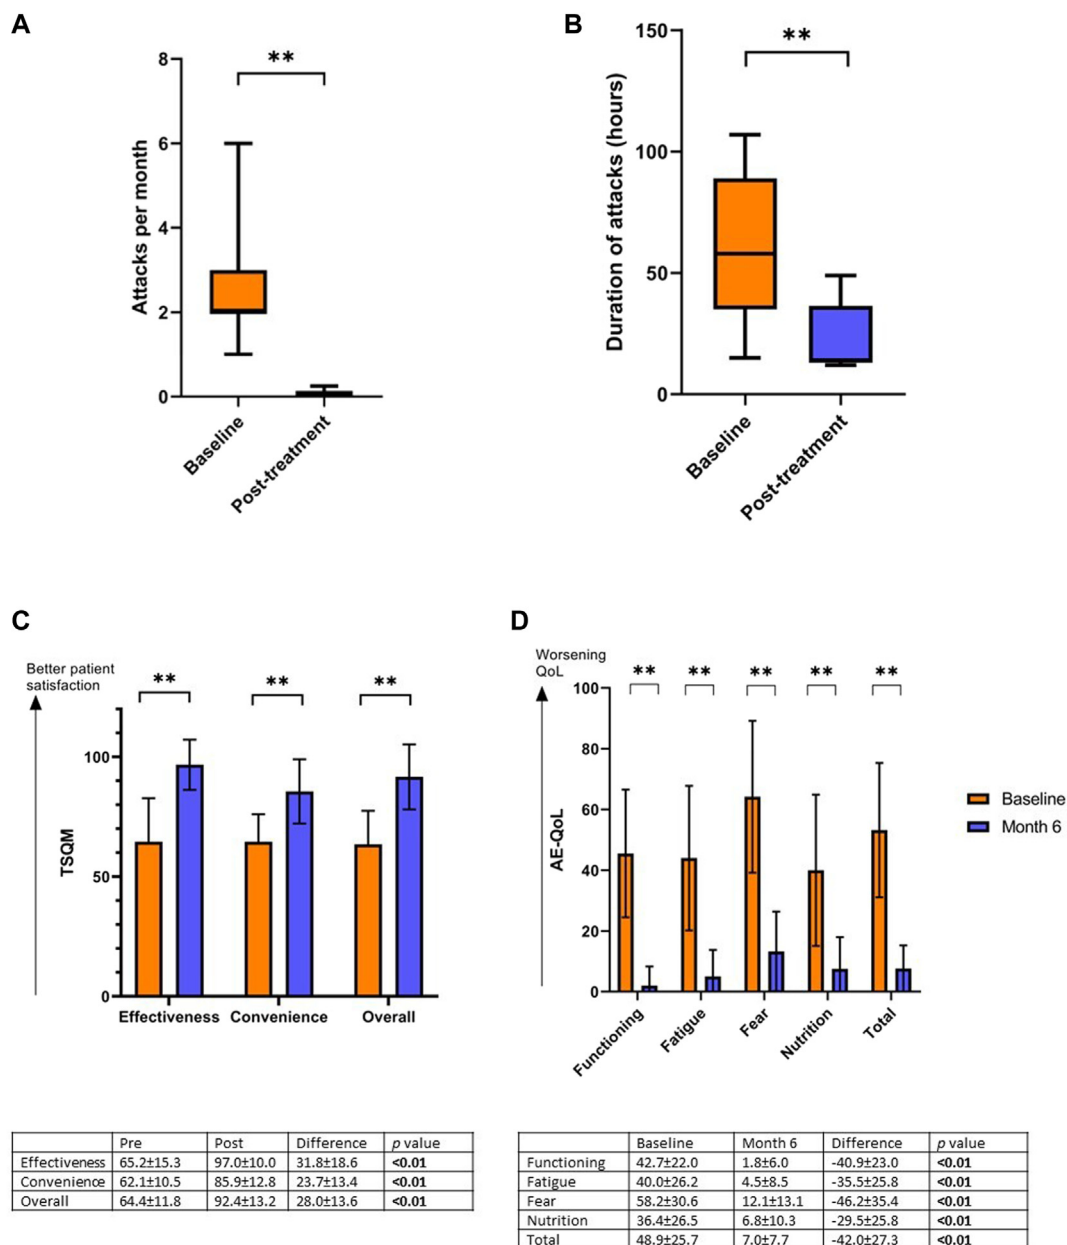 A
**
8
6
4
2
0
Attacks per month
Baseline
Post-treatment
B
**
150
100
50
0
Duration of attacks (hours)
Baseline
Post-treatment
C
Better patient
satisfaction
** ** **
100
50
0
TSQM
Effectiveness Convenience Overall
D
Worsening
QoL
** ** ** ** **
100
80
60
40
20
0
AE-QoL
Functioning
Fatigue
Fear
Nutrition
Total
Baseline
Month 6
Pre Post Difference p value
Effectiveness 65.2±15.3 97.0±10.0 31.8±18.6 <0.01
Convenience 62.1±10.5 85.9±12.8 23.7±13.4 <0.01
Overall 64.4±11.8 92.4±13.2 28.0±13.6 <0.01
Baseline Month 6 Difference p value
Functioning 42.7±22.0 1.8±6.0 -40.9±23.0 <0.01
Fatigue 40.0±26.2 4.5±8.5 -35.5±25.8 <0.01
Fear 58.2±30.6 12.1±13.1 -46.2±35.4 <0.01
Nutrition 36.4±26.5 6.8±10.3 -29.5±25.8 <0.01
Total 48.9±25.7 7.0±7.7 -42.0±27.3 <0.01